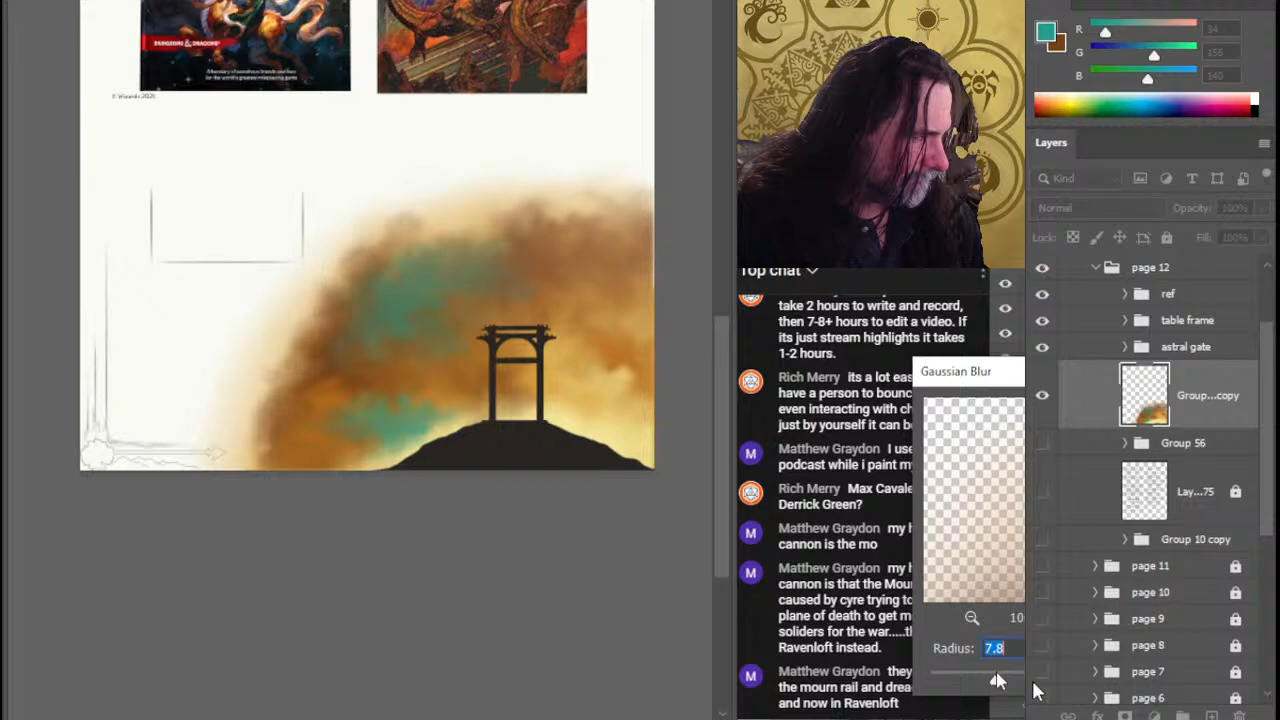 DUNGEONS & DRAGONS
© Wizards 2021
Top chat
take 2 hours to write and record,
then 7-8+ hours to edit a video. If
its just stream highlights it takes
1-2 hours.
Rich Merry its a lot eas
have a person to bounc
even interacting with ch
just by yourself it can b
Matthew Graydon I use
podcast while i paint my
Rich Merry Max Cavale
Derrick Green?
Matthew Graydon my h
cannon is the mo
Matthew Graydon my h
cannon is that the Mour
caused by cyre trying to
plane of death to get m
soliders for the war.....th
Ravenloft instead.
Matthew Graydon they
the mourn rail and drea
and now in Ravenloft
Gaussian Blur
10
Radius: 7.8
R 34
G 156
B 140
Layers
Kind
Normal Opacity: 100%
Lock: Fill: 100%
page 12
ref
table frame
astral gate
Group...copy
Group 56
Lay...75
Group 10 copy
page 11
page 10
page 9
page 8
page 7
page 6